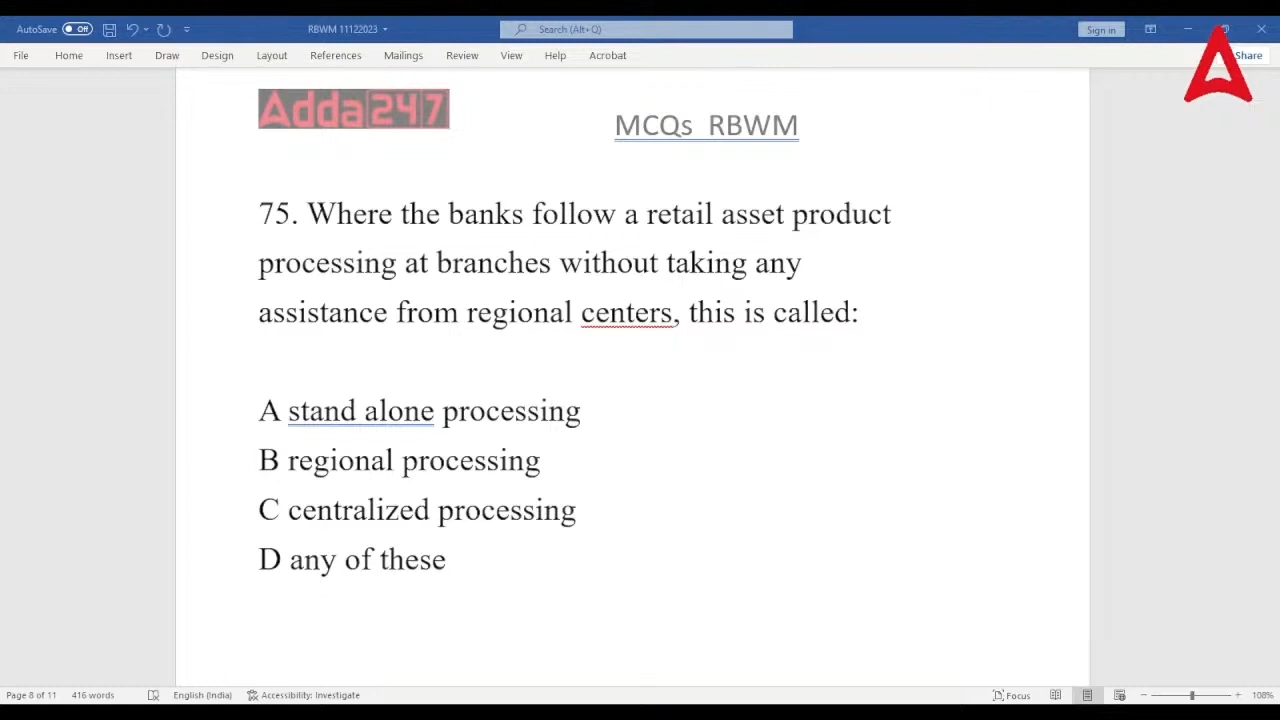 AutoSave Off RBWM 11122023 Search (Alt+Q) Sign in
File Home Insert Draw Design Layout References Mailings Review View Help Acrobat Share
Adda247
MCQs RBWM
75. Where the banks follow a retail asset product
processing at branches without taking any
assistance from regional centers, this is called:
A stand alone processing
B regional processing
C centralized processing
D any of these
Page 8 of 11 416 words English (India) Accessibility: Investigate Focus 108%